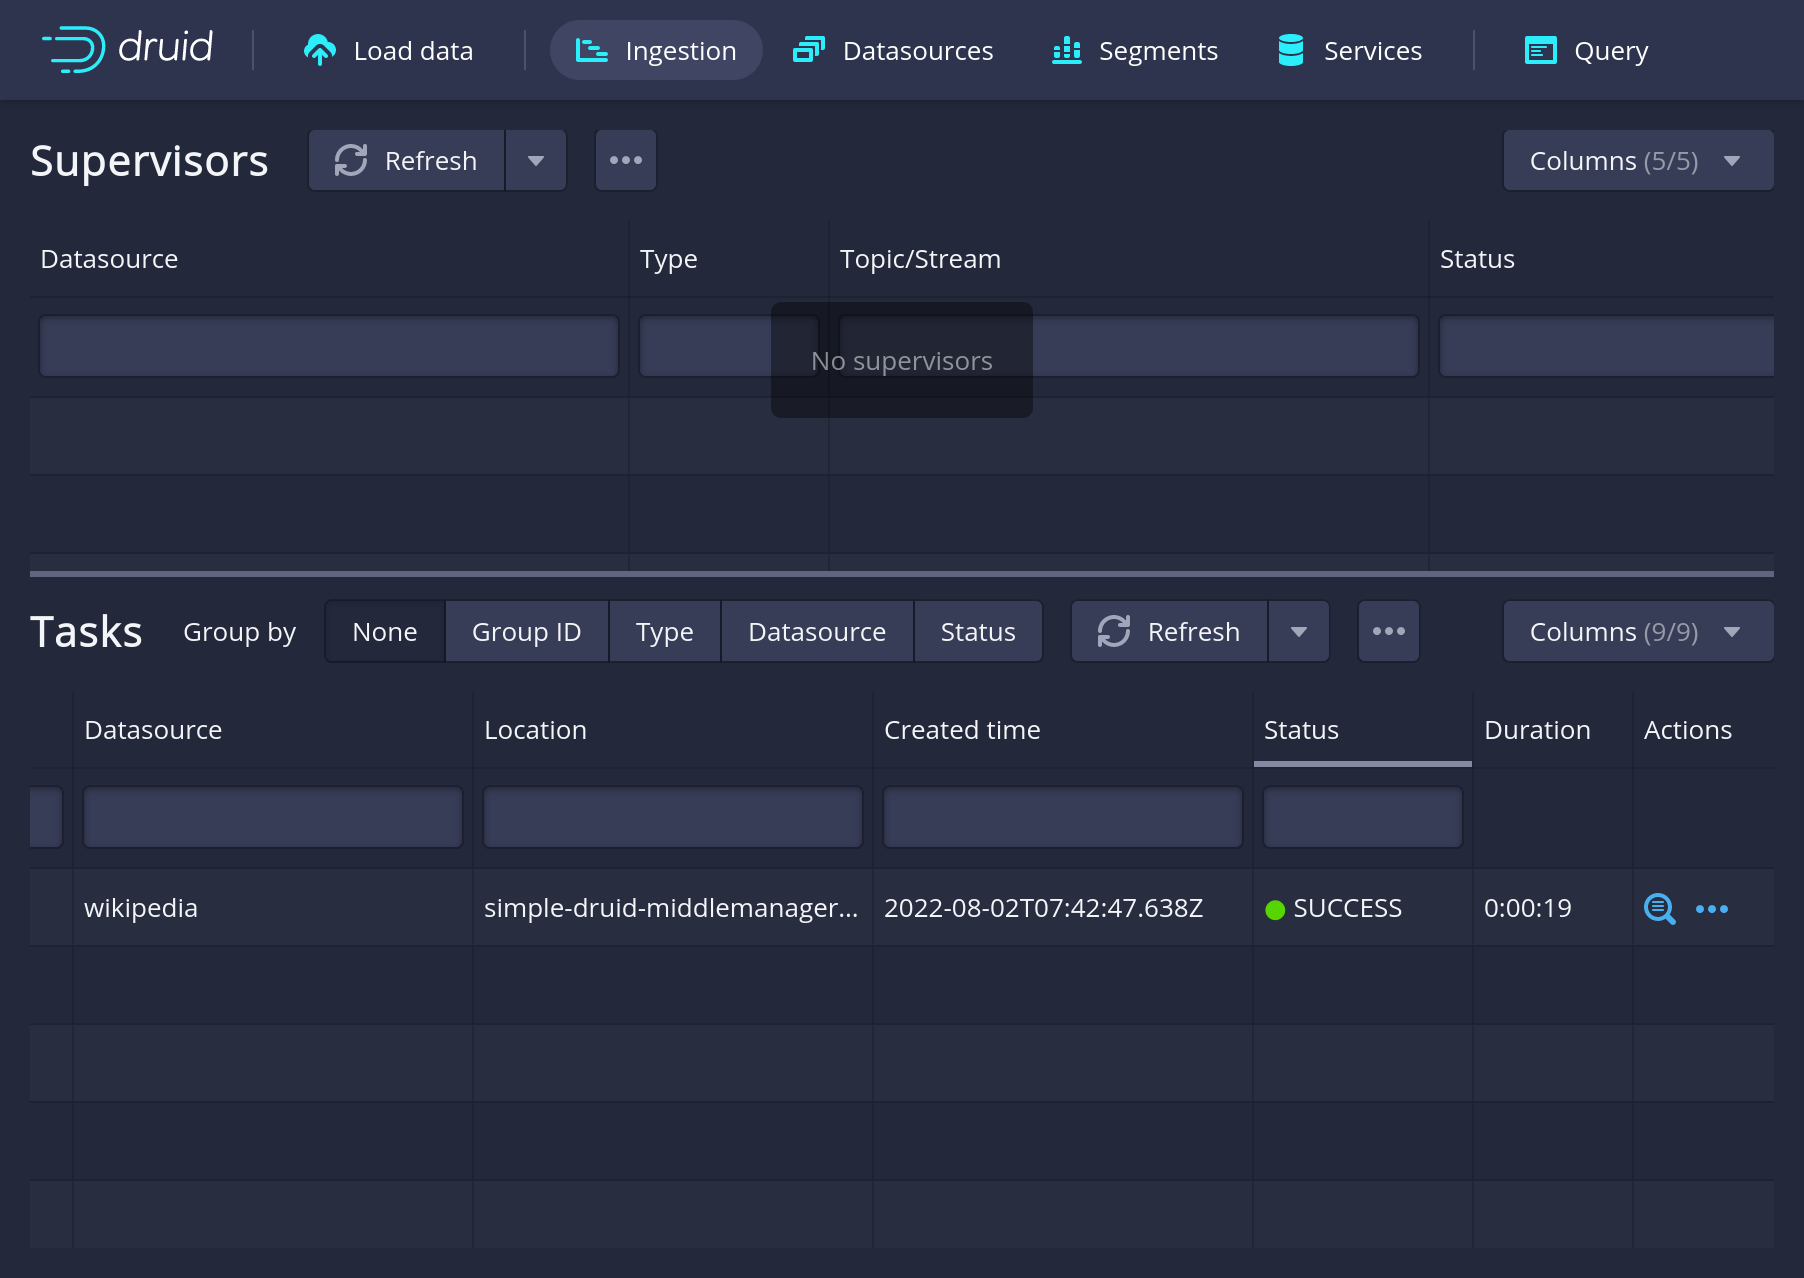 druid Load data Ingestion Datasources Segments Services Query
Supervisors Refresh Columns (5/5)
Datasource Type Topic/Stream Status
No supervisors
Tasks Group by None Group ID Type Datasource Status Refresh Columns (9/9)
Datasource Location Created time Status Duration Actions
wikipedia simple-druid-middlemanager... 2022-08-02T07:42:47.638Z SUCCESS 0:00:19